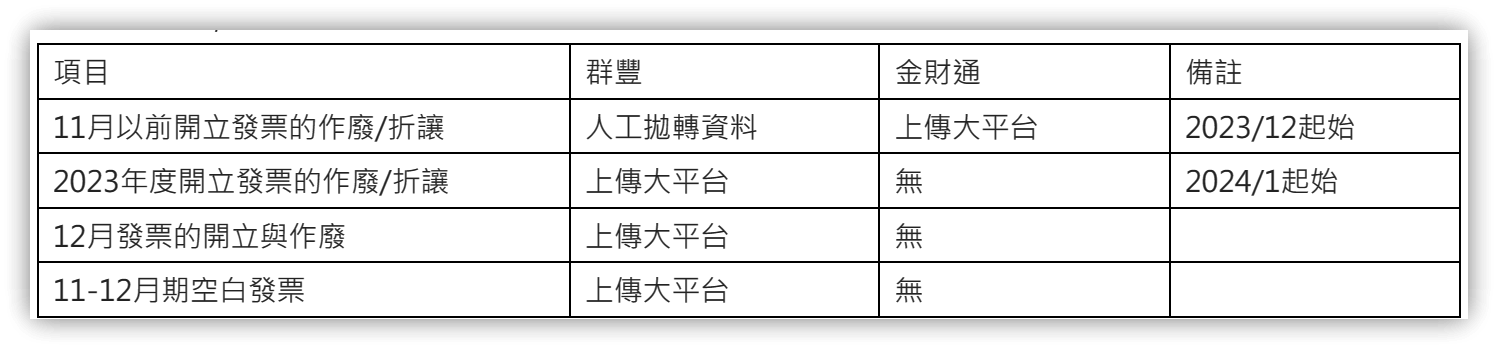 項目 群豐 金財通 備註
11月以前開立發票的作廢/折讓 人工拋轉資料 上傳大平台 2023/12起始
2023年度開立發票的作廢/折讓 上傳大平台 無 2024/1起始
12月發票的開立與作廢 上傳大平台 無
11-12月期空白發票 上傳大平台 無